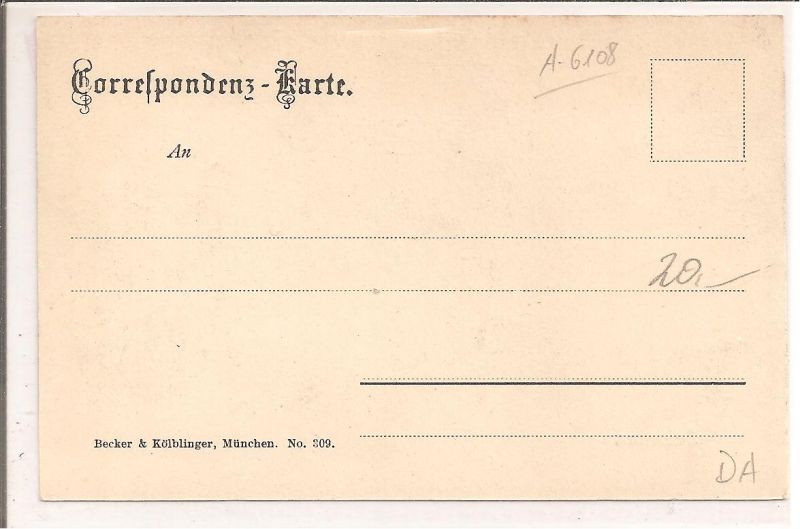 A-6108
Correſpondenz-Karte.
An
20,-
Becker & Kölblinger, München. No. 309.
DA